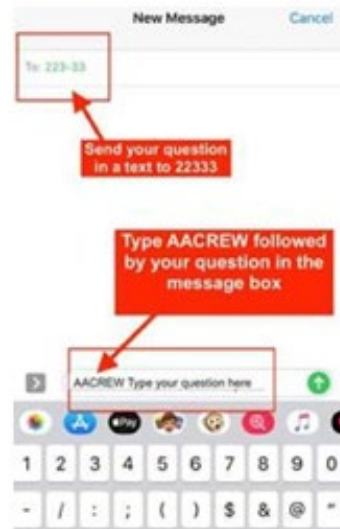 New Message
Cancel
To: 223-33
Send your question
in a text to 22333
Type AACREW followed
by your question in the
message box
AACREW Type your question here
Pay
1 2 3 4 5 6 7 8 9 0
- / : ; ( ) $ & @ "